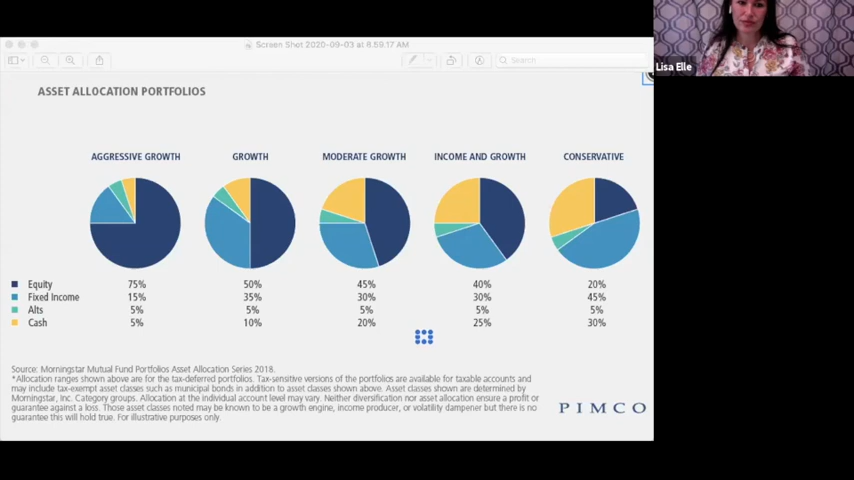 Screen Shot 2020-09-03 at 8.59.17 AM
Search
Lisa Elle
ASSET ALLOCATION PORTFOLIOS
AGGRESSIVE GROWTH GROWTH MODERATE GROWTH INCOME AND GROWTH CONSERVATIVE
Equity 75% 50% 45% 40% 20%
Fixed Income 15% 35% 30% 30% 45%
Alts 5% 5% 5% 5% 5%
Cash 5% 10% 20% 25% 30%
Source: Morningstar Mutual Fund Portfolios Asset Allocation Series 2018.
*Allocation ranges shown above are for the tax-deferred portfolios. Tax-sensitive versions of the portfolios are available for taxable accounts and
may include tax-exempt asset classes such as municipal bonds in addition to asset classes shown above. Asset classes shown are determined by
Morningstar, Inc. Category groups. Allocation at the individual account level may vary. Neither diversification nor asset allocation ensure a profit or
guarantee against a loss. Those asset classes noted may be known to be a growth engine, income producer, or volatility dampener but there is no
guarantee this will hold true. For illustrative purposes only.
PIMCO